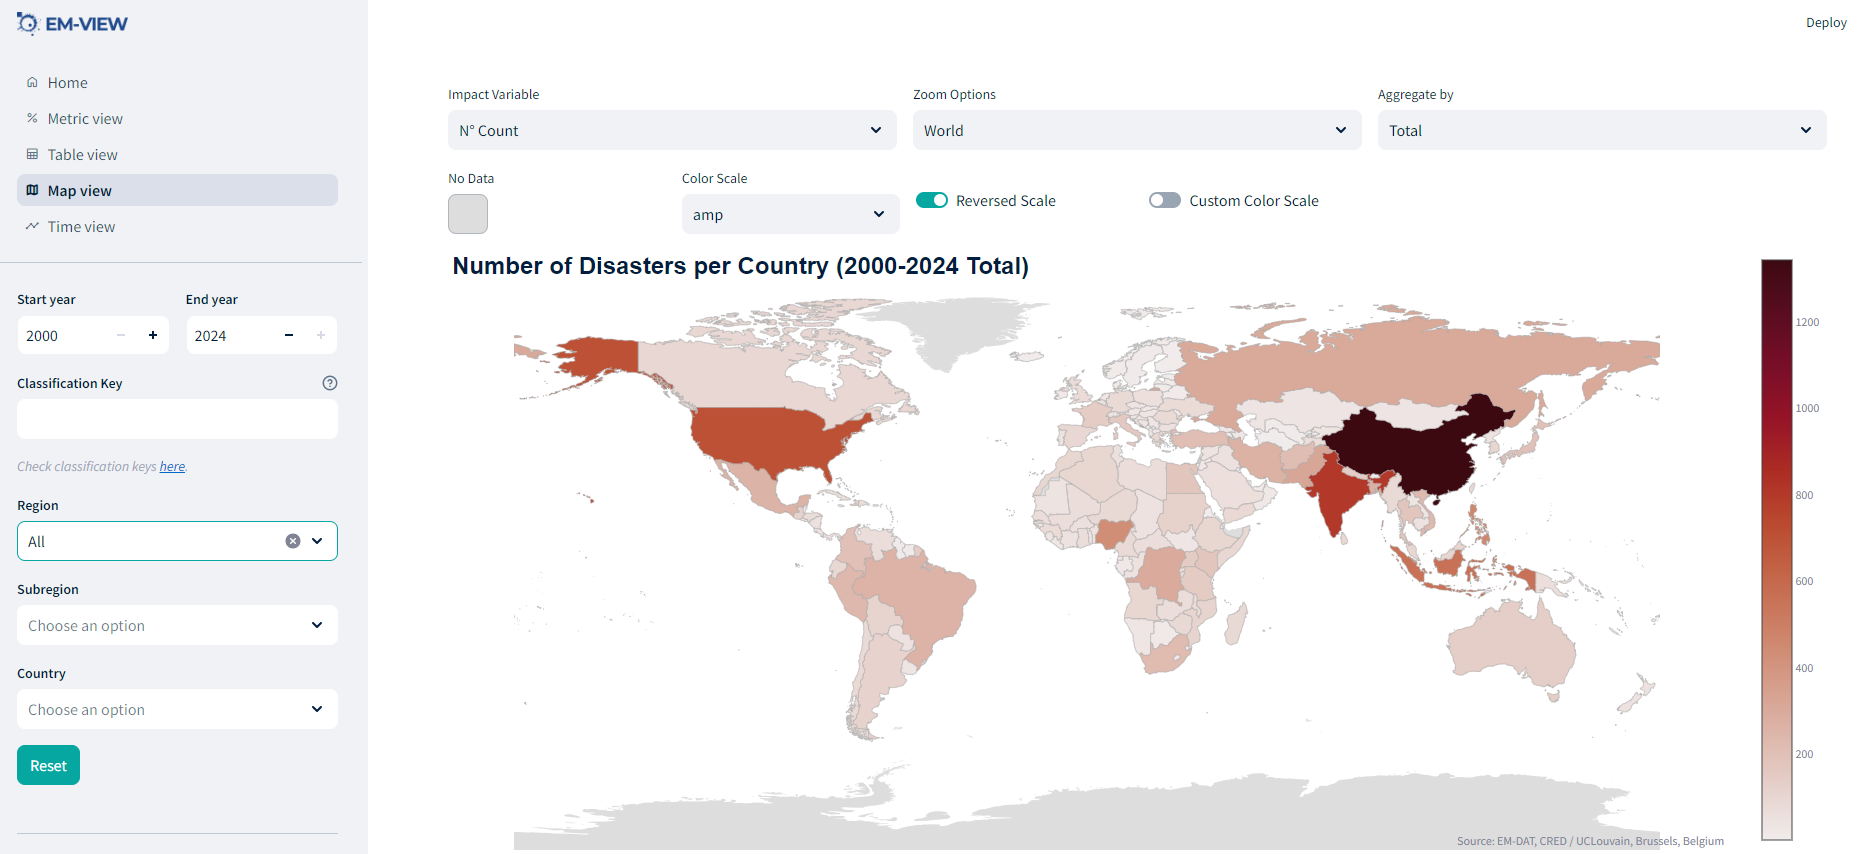 EM-VIEW
Deploy
Home
Metric view
Table view
Map view
Time view
Start year
End year
2000
2024
Classification Key
Check classification keys here.
Region
All
Subregion
Choose an option
Country
Choose an option
Reset
Impact Variable
Zoom Options
Aggregate by
N° Count
World
Total
No Data
Color Scale
amp
Reversed Scale
Custom Color Scale
Number of Disasters per Country (2000-2024 Total)
1200
1000
800
600
400
200
Source: EM-DAT, CRED / UCLouvain, Brussels, Belgium